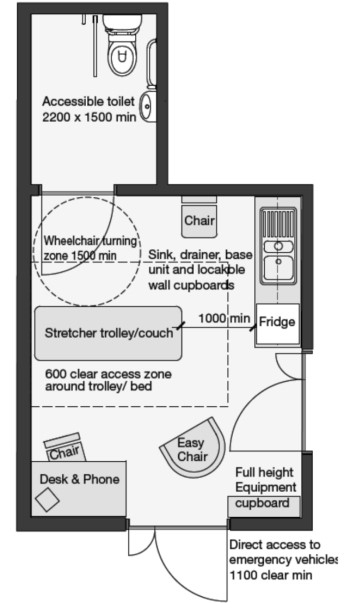 Accessible toilet
2200 x 1500 min
Chair
Wheelchair turning
zone 1500 min
Sink, drainer, base
unit and lockable
wall cupboards
1000 min
Fridge
Stretcher trolley/couch
600 clear access zone
around trolley/ bed
Easy
Chair
Chair
Desk & Phone
Full height
Equipment
cupboard
Direct access to
emergency vehicles
1100 clear min